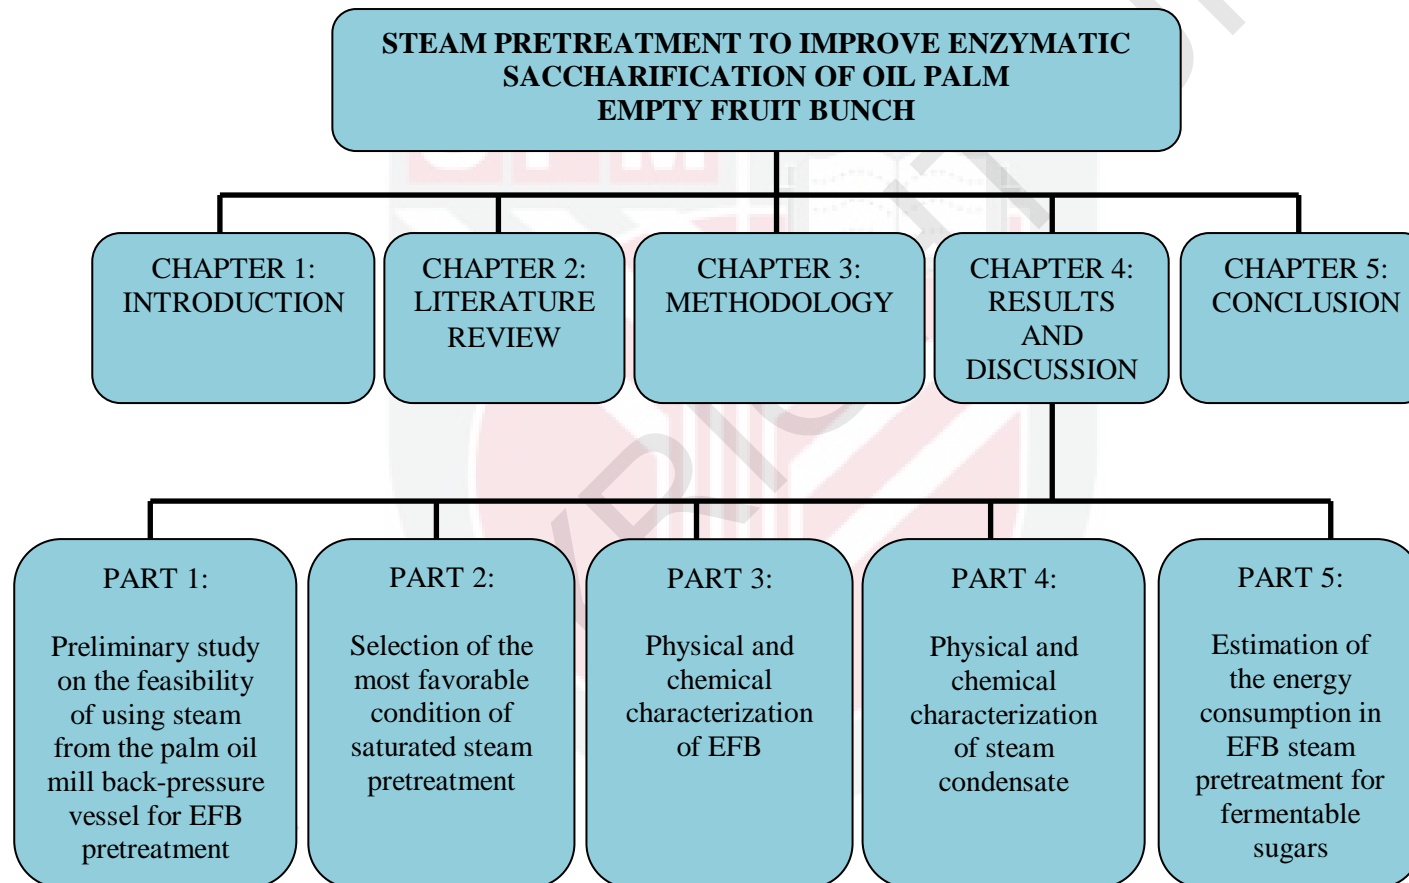 STEAM PRETREATMENT TO IMPROVE ENZYMATIC
SACCHARIFICATION OF OIL PALM
EMPTY FRUIT BUNCH
CHAPTER 1:
INTRODUCTION
CHAPTER 2:
LITERATURE
REVIEW
CHAPTER 3:
METHODOLOGY
CHAPTER 4:
RESULTS
AND
DISCUSSION
CHAPTER 5:
CONCLUSION
PART 1:
Preliminary study
on the feasibility
of using steam
from the palm oil
mill back-pressure
vessel for EFB
pretreatment
PART 2:
Selection of the
most favorable
condition of
saturated steam
pretreatment
PART 3:
Physical and
chemical
characterization
of EFB
PART 4:
Physical and
chemical
characterization
of steam
condensate
PART 5:
Estimation of
the energy
consumption in
EFB steam
pretreatment for
fermentable
sugars